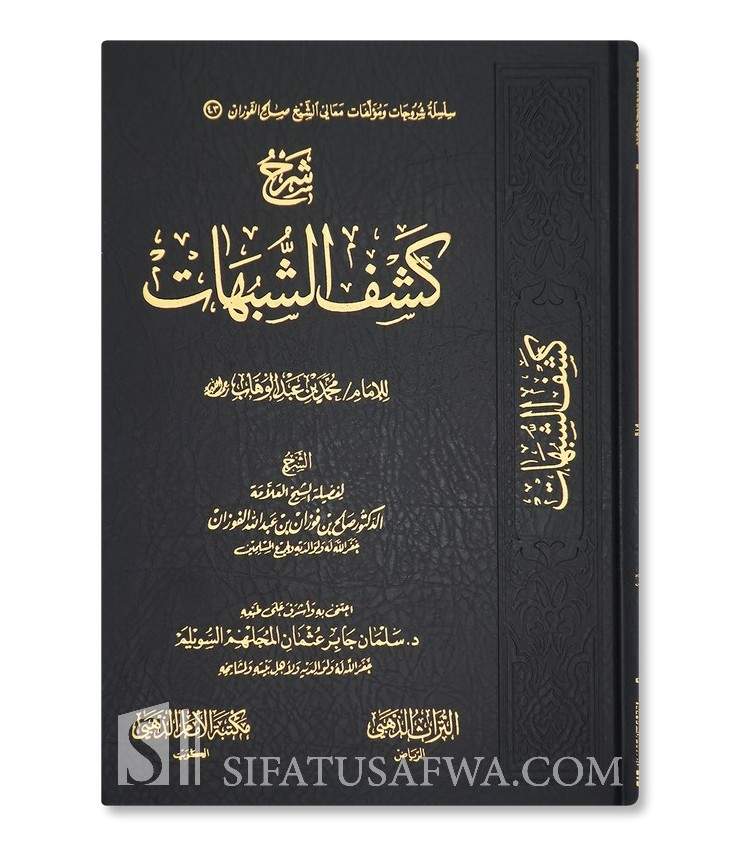 سلسلة شروحات ومؤلفات معالي الشيخ صالح الفوزان (٤٣)
شرح
كشف الشبهات
للإمام / محمد بن عبد الوهاب رحمه الله
الشرح
لفضيلة الشيخ العلامة
الدكتور صالح بن فوزان بن عبد الله الفوزان
غفر الله له ولوالديه ولجميع المسلمين
اعتنى به وأشرف على طبعه
د. سلمان جابر عثمان المجلهم السويلم
غفر الله له ولوالديه ولأهل بيته ولمشايخه
التراث الذهبي
الرياض
مكتبة الإمام الذهبي
الكويت
كشف الشبهات
SIFATUSAFWA.COM